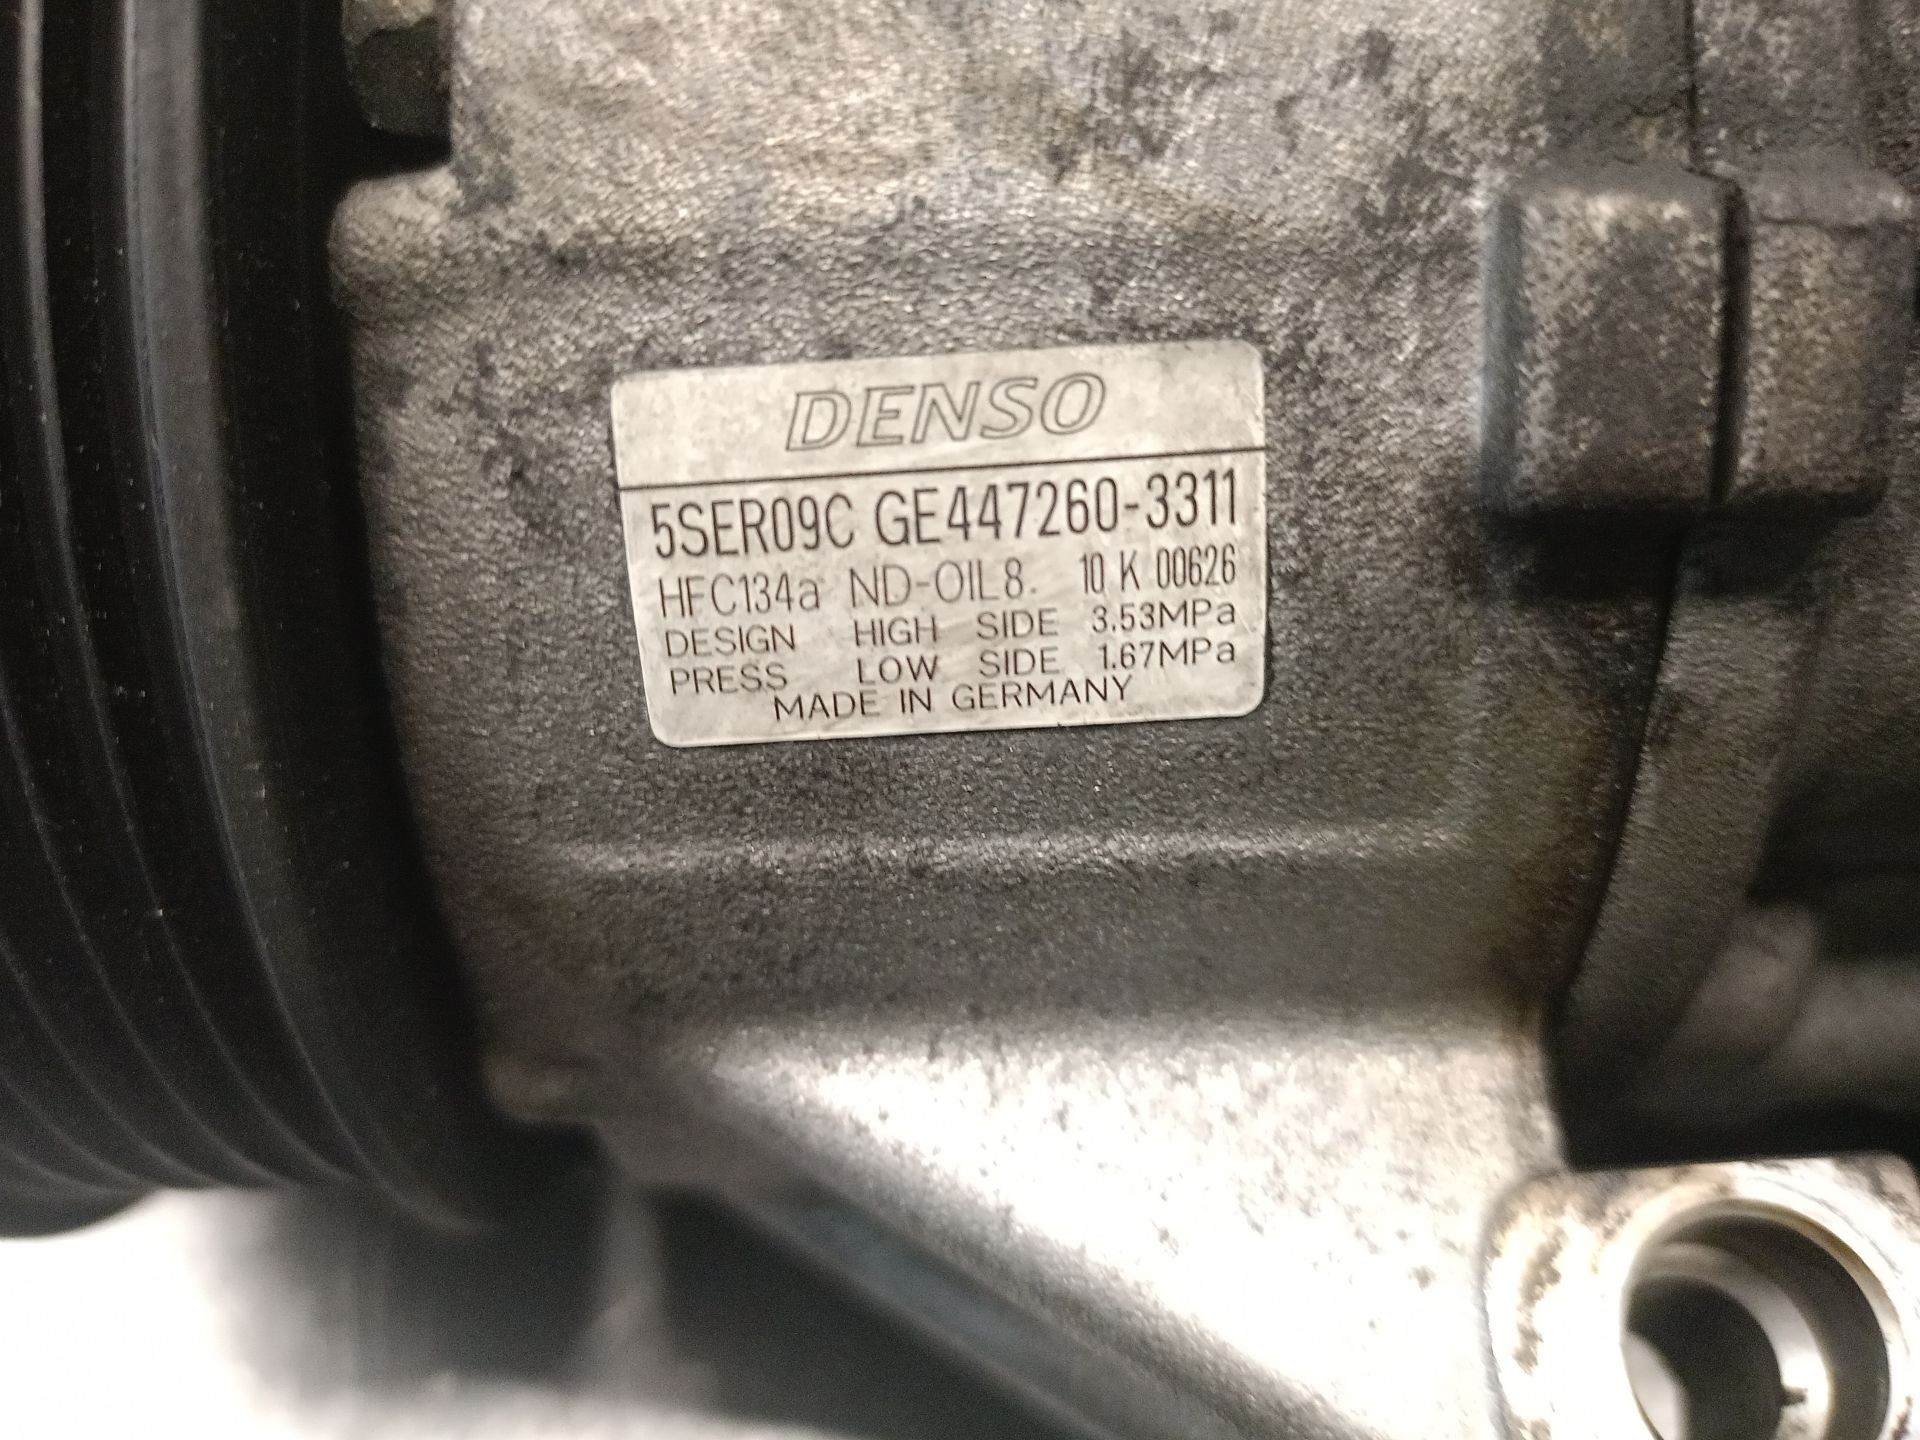 DENSO
5SER09C GE447260-3311
HFC134a ND-OIL8. 10 K 00626
DESIGN HIGH SIDE 3.53MPa
PRESS LOW SIDE 1.67MPa
MADE IN GERMANY